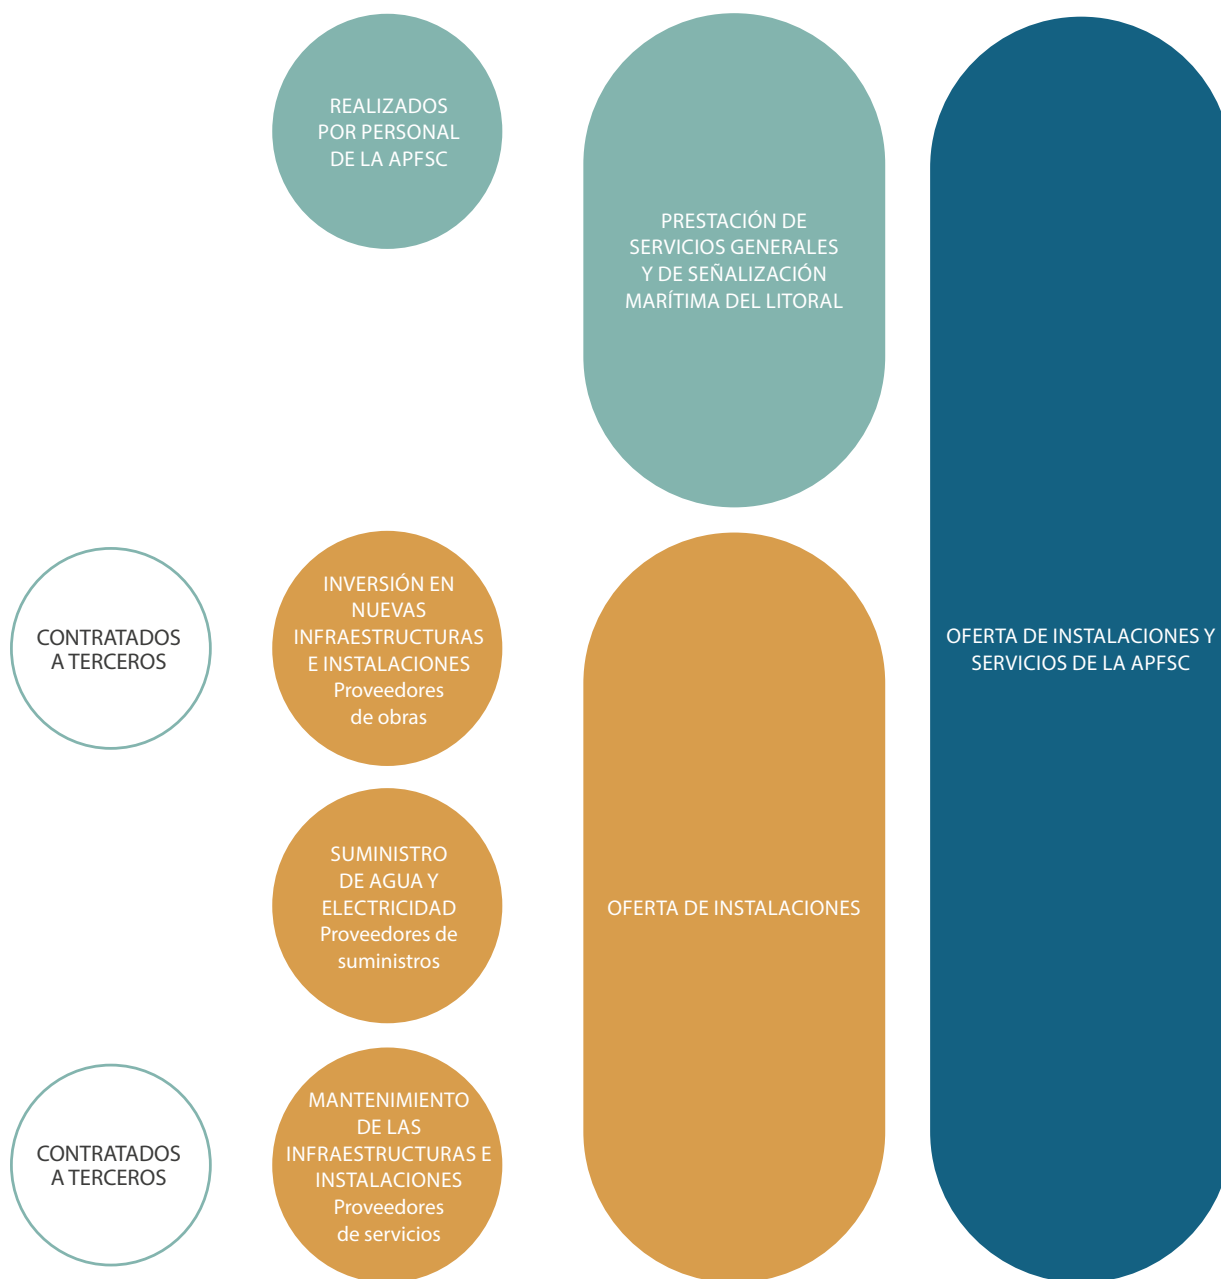 REALIZADOS
POR PERSONAL
DE LA APFSC
PRESTACIÓN DE
SERVICIOS GENERALES
Y DE SEÑALIZACIÓN
MARÍTIMA DEL LITORAL
CONTRATADOS
A TERCEROS
INVERSIÓN EN
NUEVAS
INFRAESTRUCTURAS
E INSTALACIONES
Proveedores
de obras
OFERTA DE INSTALACIONES Y
SERVICIOS DE LA APFSC
SUMINISTRO
DE AGUA Y
ELECTRICIDAD
Proveedores de
suministros
OFERTA DE INSTALACIONES
CONTRATADOS
A TERCEROS
MANTENIMIENTO
DE LAS
INFRAESTRUCTURAS E
INSTALACIONES
Proveedores
de servicios